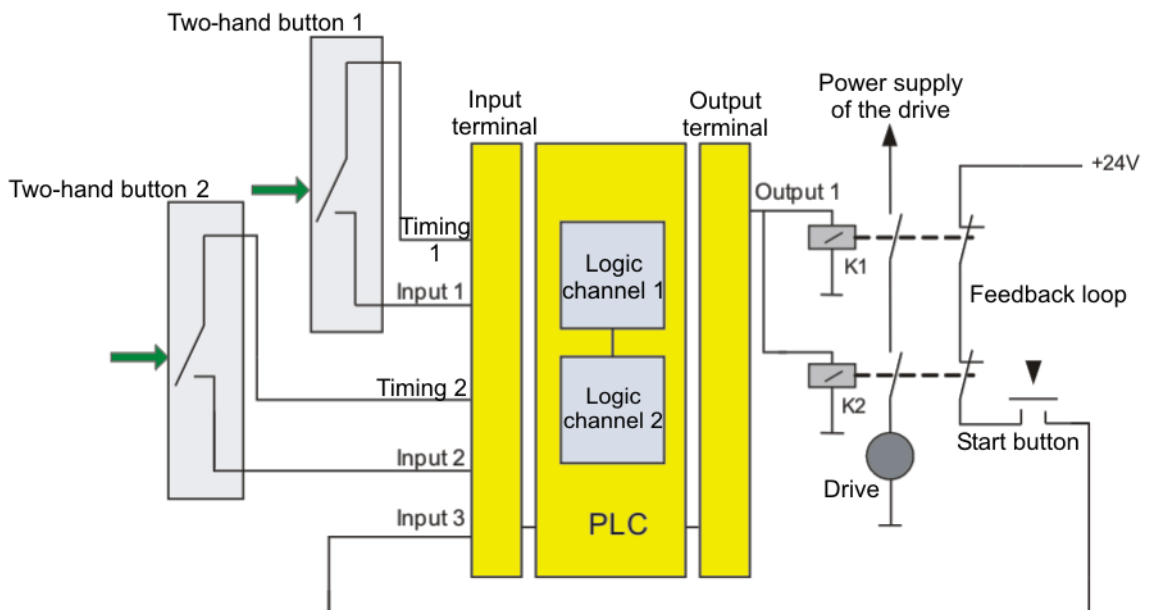 Two-hand button 1
Power supply
of the drive
Input
terminal
Output
terminal
+24V
Two-hand button 2
Output 1
Timing
1
Logic
channel 1
K1
Input 1
Feedback loop
Timing 2
Logic
channel 2
K2
Start button
Input 2
Drive
Input 3
PLC